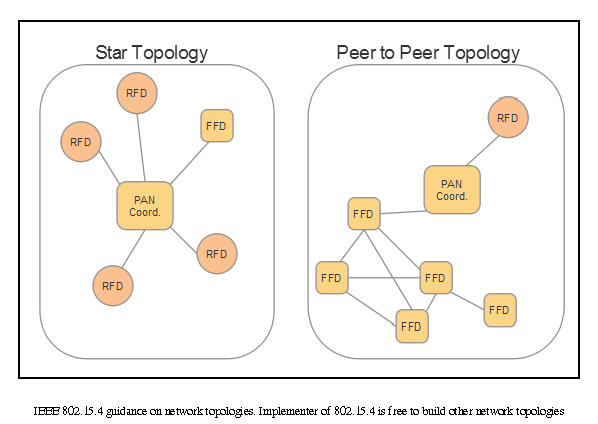 Star Topology
Peer to Peer Topology
RFD
RFD
FFD
RFD
PAN
Coord.
RFD
RFD
RFD
PAN
Coord.
FFD
FFD
FFD
FFD
FFD
IEEE 802.15.4 guidance on network topologies. Implementer of 802.15.4 is free to build other network topologies